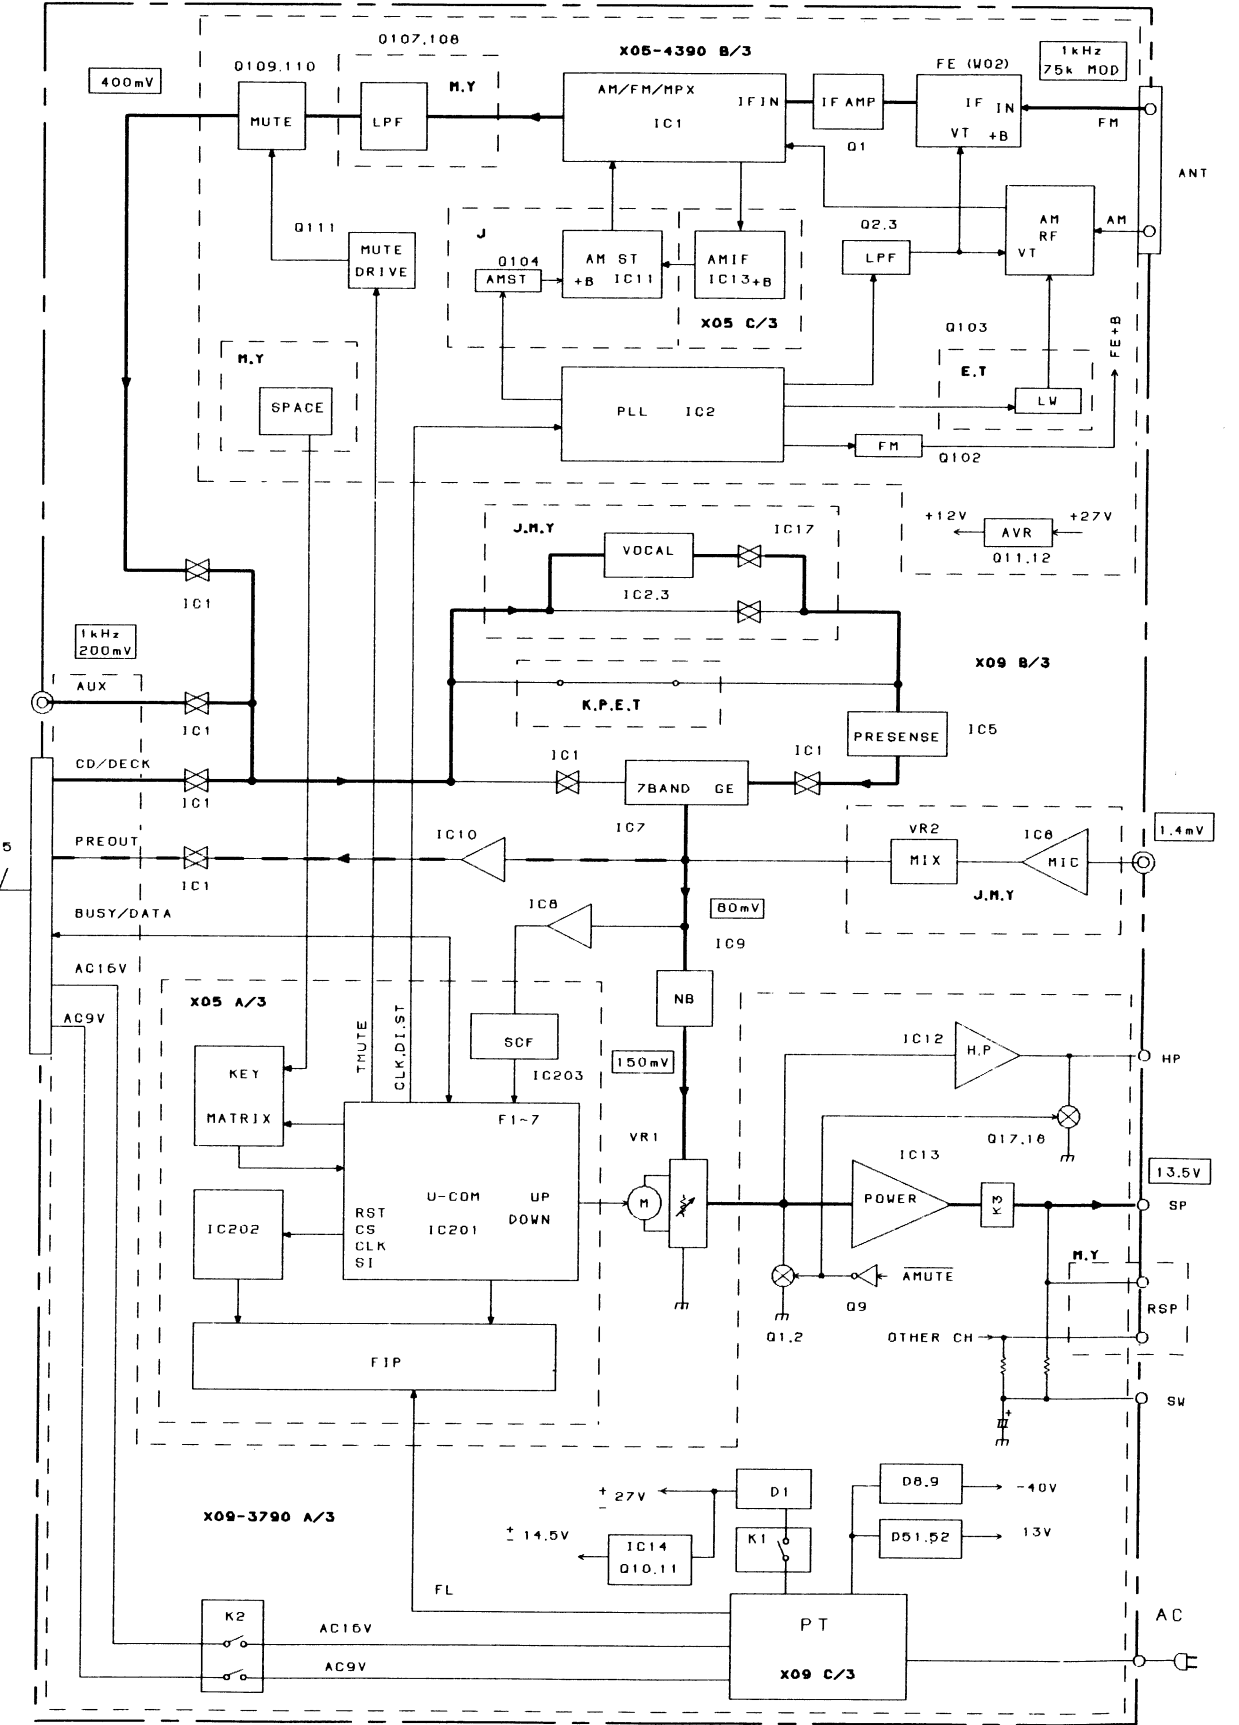 Q107,108
X05-4390 B/3
1kHz
75k MOD
400mV
Q109,110
M,Y
AM/FM/MPX
IFIN
IC1
IF AMP
Q1
FE (W02)
IF IN
VT +B
FM
MUTE
LPF
ANT
AM
RF
VT
AM
Q111
MUTE
DRIVE
J
Q104
AMST
AM ST
+B IC11
AMIF
IC13+B
X05 C/3
Q2,3
LPF
Q103
E,T
LW
FE+B
M,Y
SPACE
PLL IC2
FM
Q102
J,M,Y
IC17
VOCAL
IC2,3
+12V
AVR
+27V
Q11,12
IC1
1kHz
200mV
AUX
IC1
X09 B/3
K,P,E,T
PRESENSE
IC5
CD/DECK
IC1
IC1
7BAND GE
IC1
IC7
5
PREOUT
IC1
IC10
VR2
MIX
IC6
MIC
1.4mV
J,M,Y
BUSY/DATA
IC8
80mV
IC9
AC16V
X05 A/3
NB
AC9V
TMUTE
CLK,DI,ST
SCF
IC203
150mV
IC12
H.P
HP
KEY
MATRIX
F1~7
VR1
Q17,18
IC13
13.5V
POWER
K3
SP
U-COM
IC201
UP
DOWN
M
IC202
RST
CS
CLK
SI
AMUTE
Q9
M,Y
RSP
Q1,2
OTHER CH
FIP
SW
± 27V
D1
D8,9
-40V
X09-3790 A/3
± 14.5V
IC14
Q10,11
K1
D51,52
13V
FL
PT
X09 C/3
AC
K2
AC16V
AC9V